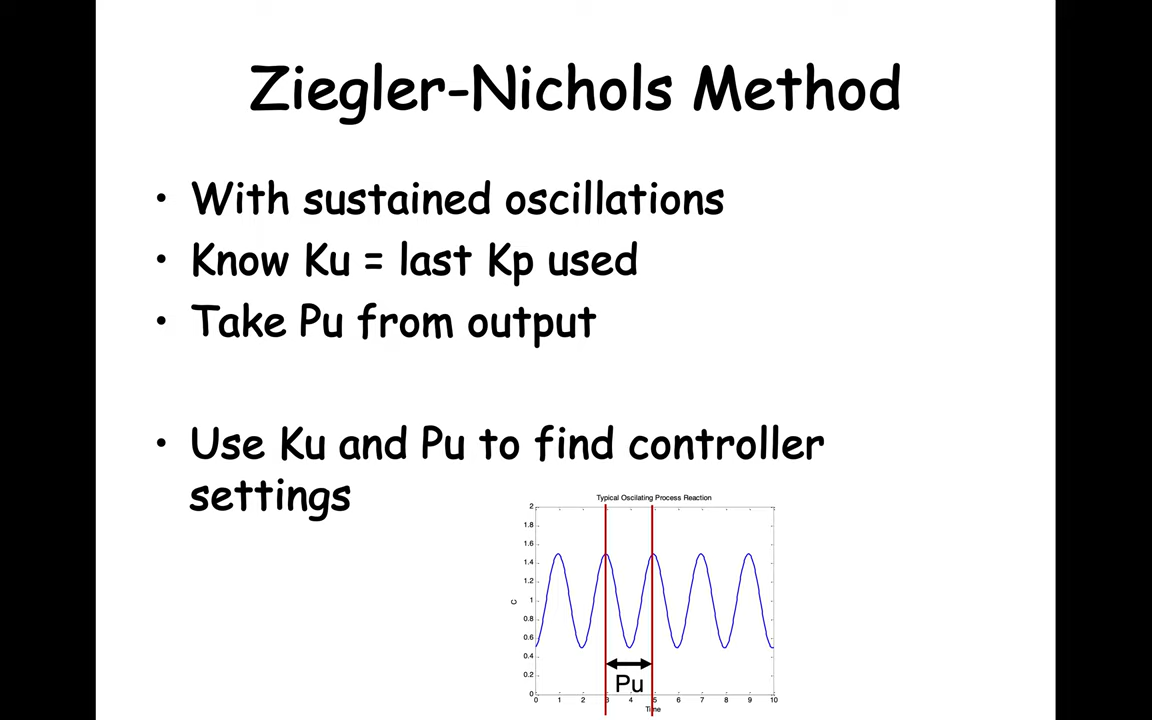 Ziegler-Nichols Method
• With sustained oscillations
• Know Ku = last Kp used
• Take Pu from output
• Use Ku and Pu to find controller
settings
Typical Oscilating Process Reaction
2
1.8
1.6
1.4
1.2
1
0.8
0.6
0.4
0.2
0
C
Pu
0 1 2 3 4 5 6 7 8 9 10
Time